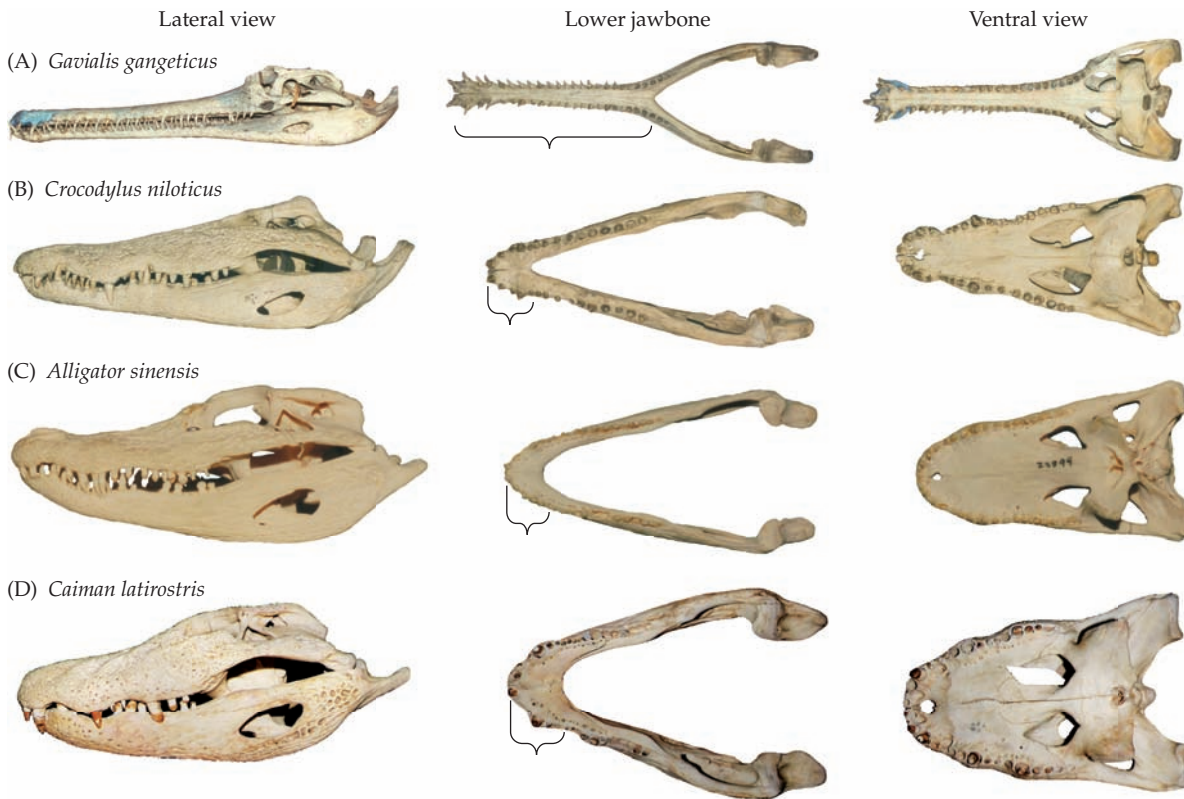 Lateral view
Lower jawbone
Ventral view
(A) Gavialis gangeticus
(B) Crocodylus niloticus
(C) Alligator sinensis
(D) Caiman latirostris